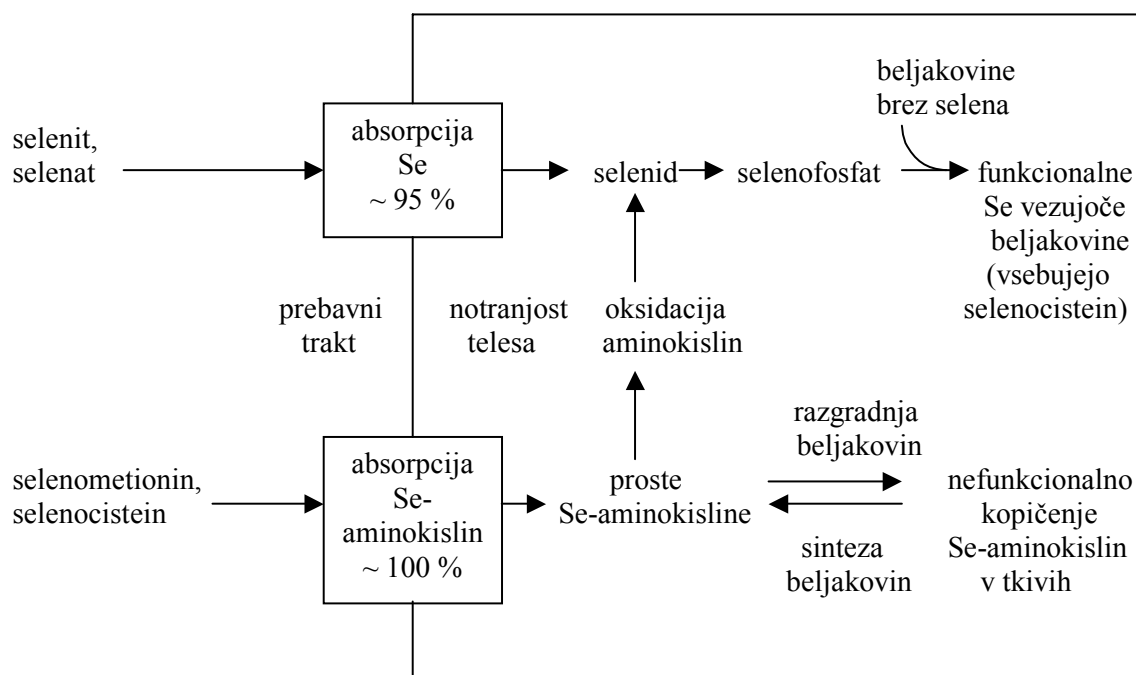 beljakovine
brez selena
selenit,
selenat
absorpcija
Se
~ 95 %
selenid
selenofosfat
funkcionalne
Se vezujoče
beljakovine
(vsebujejo
selenocistein)
prebavni
trakt
notranjost
telesa
oksidacija
aminokislin
razgradnja
beljakovin
selenometionin,
selenocistein
absorpcija
Se-
aminokislin
~ 100 %
proste
Se-aminokisline
nefunkcionalno
kopičenje
Se-aminokislin
v tkivih
sinteza
beljakovin